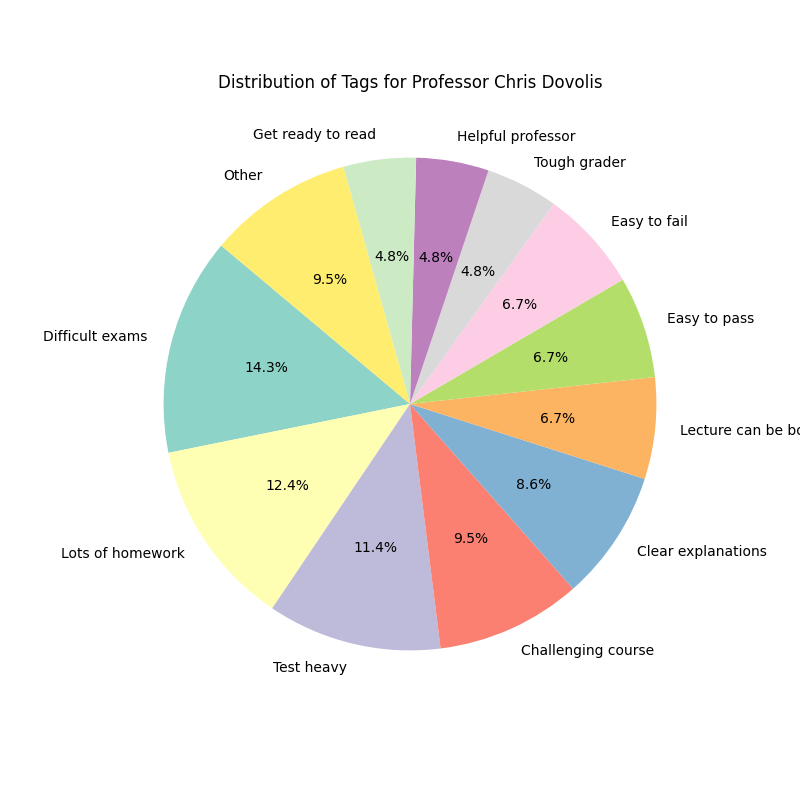 Distribution of Tags for Professor Chris Dovolis
Difficult exams
14.3%
Lots of homework
12.4%
Test heavy
11.4%
Challenging course
9.5%
Clear explanations
8.6%
Lecture can be
6.7%
Easy to pass
6.7%
Easy to fail
6.7%
Tough grader
4.8%
Helpful professor
4.8%
Get ready to read
4.8%
Other
9.5%